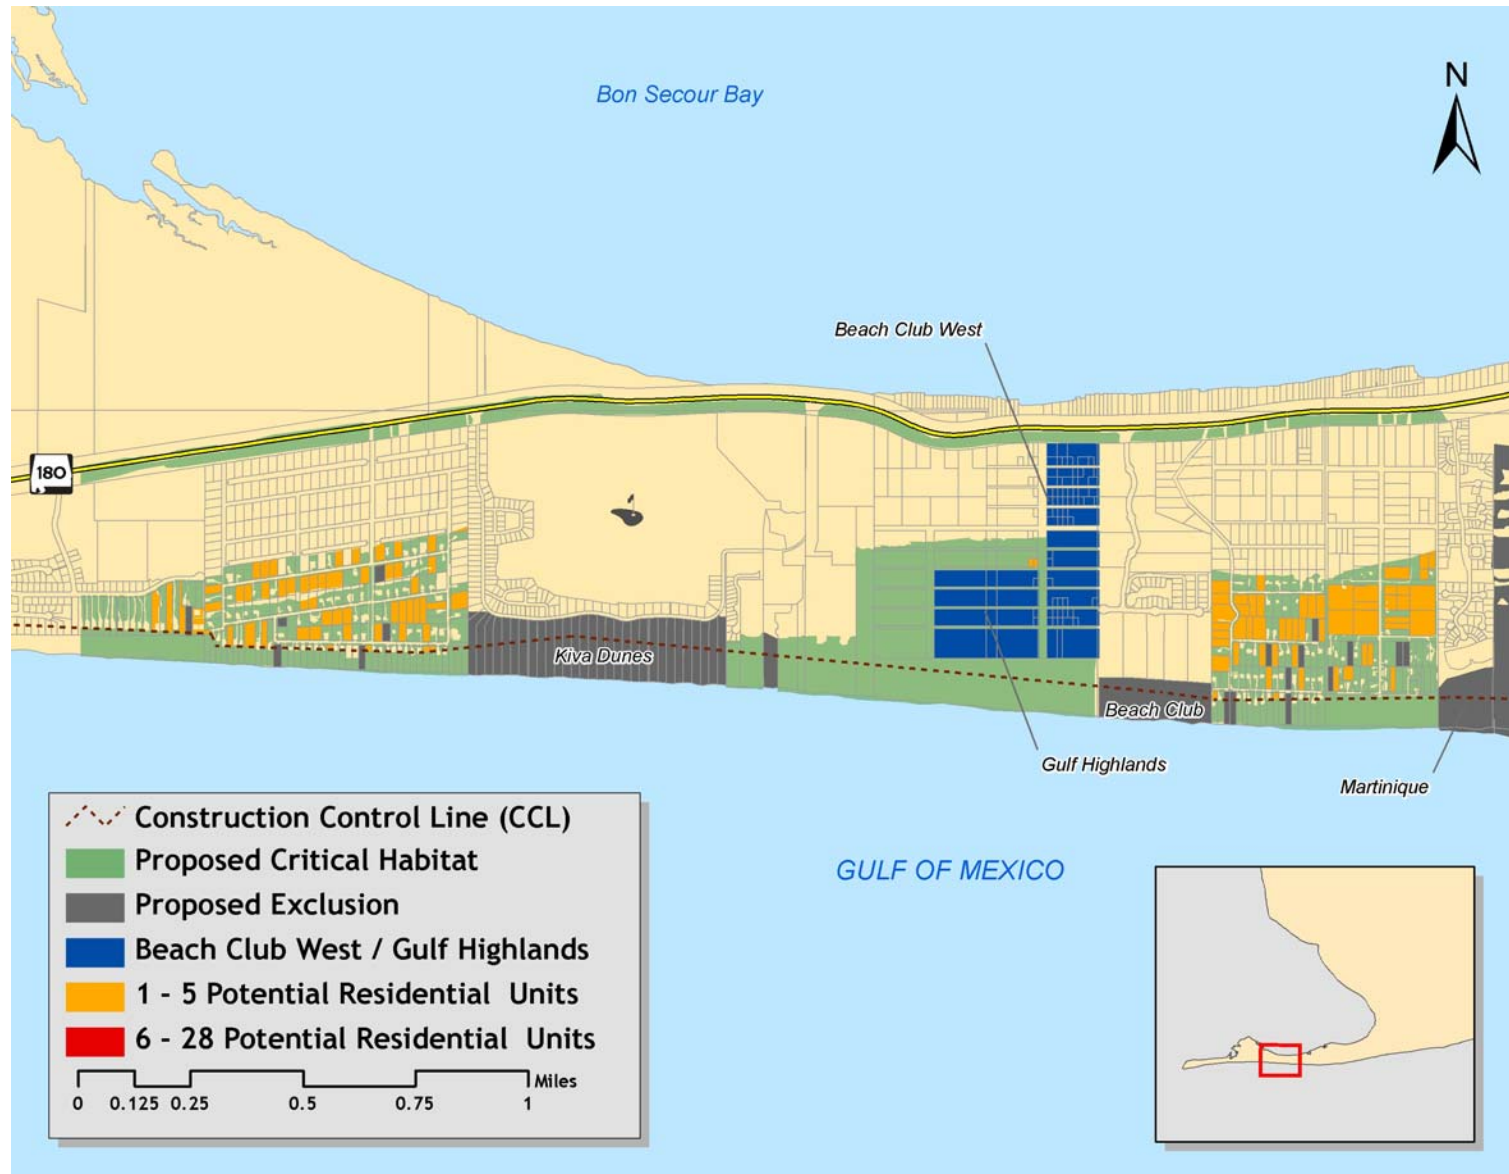 Bon Secour Bay
N
Beach Club West
180
Kiva Dunes
Beach Club
Gulf Highlands
Martinique
GULF OF MEXICO
Construction Control Line (CCL)
Proposed Critical Habitat
Proposed Exclusion
Beach Club West / Gulf Highlands
1 - 5 Potential Residential Units
6 - 28 Potential Residential Units
Miles
0 0.125 0.25 0.5 0.75 1